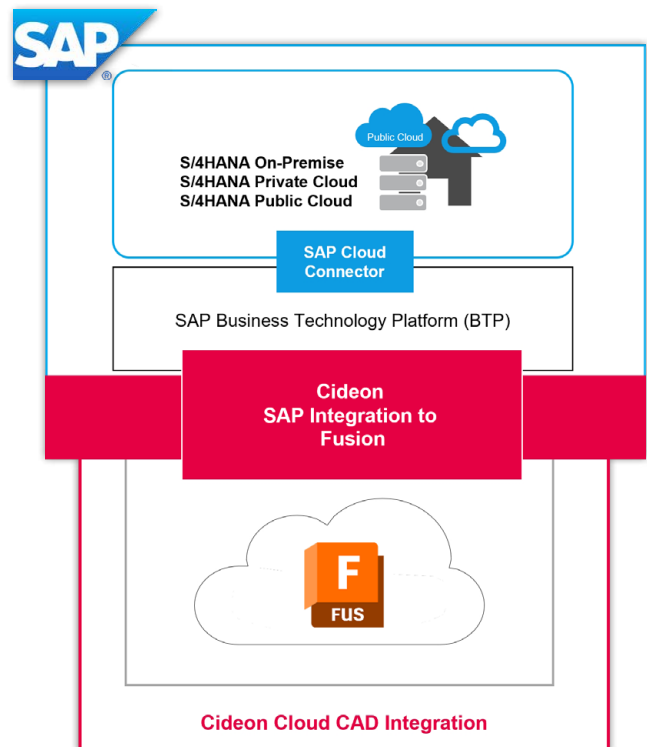 SAP
®
Public Cloud
S/4HANA On-Premise
S/4HANA Private Cloud
S/4HANA Public Cloud
SAP Cloud
Connector
SAP Business Technology Platform (BTP)
Cideon
SAP Integration to
Fusion
F
FUS
Cideon Cloud CAD Integration